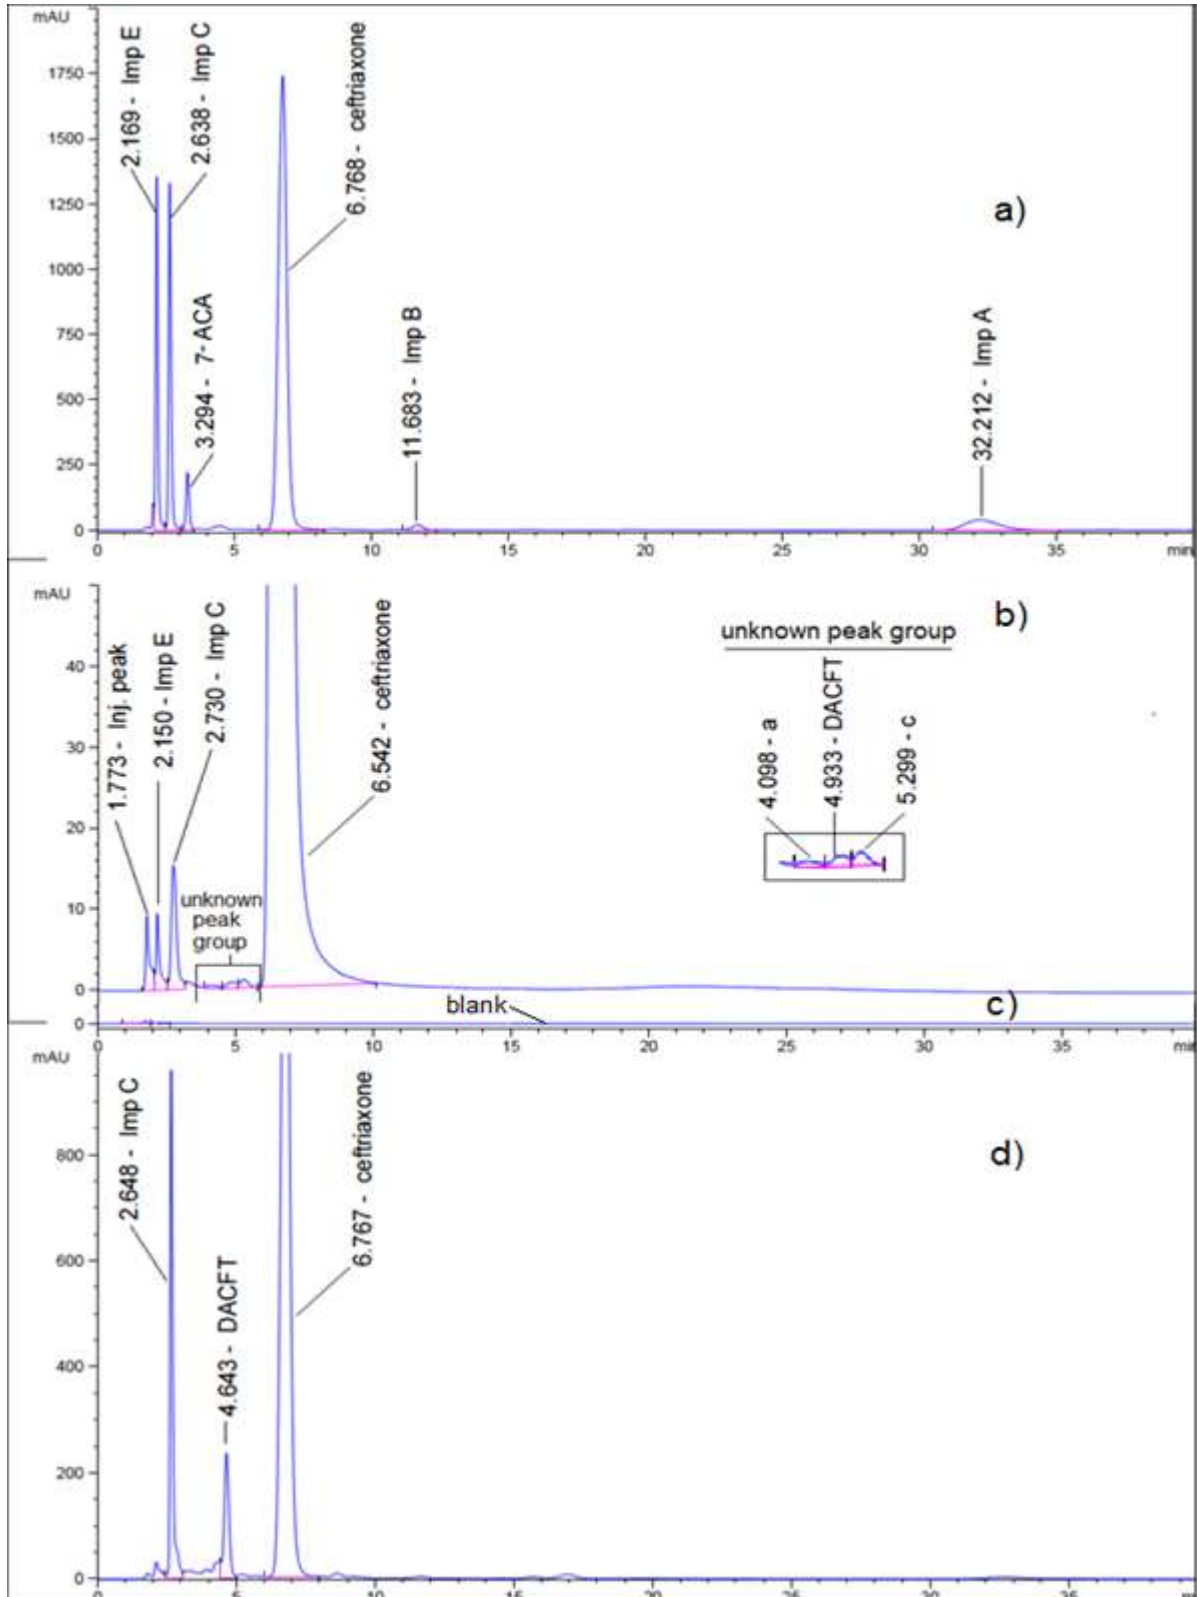 mAU
2.169 - Imp E
2.638 - Imp C
3.294 - 7-ACA
6.768 - ceftriaxone
11.683 - Imp B
32.212 - Imp A
a)
1750
1500
1250
1000
750
500
250
0
0 5 10 15 20 25 30 35 min
mAU
1.773 - Inj. peak
2.150 - Imp E
2.730 - Imp C
unknown
peak
group
6.542 - ceftriaxone
b)
unknown peak group
4.098 - a
4.933 - DACFT
5.299 - c
40
30
20
10
0
blank
c)
0
0 5 10 15 20 25 30 35 min
mAU
2.648 - Imp C
4.643 - DACFT
6.767 - ceftriaxone
d)
800
600
400
200
0